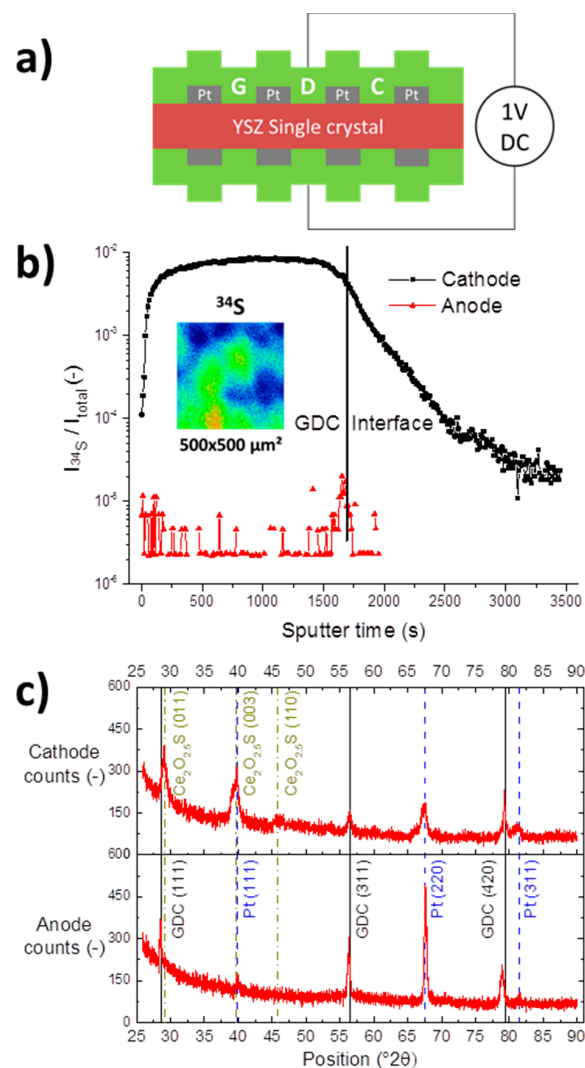 a)
G D C
Pt Pt Pt Pt
YSZ Single crystal
1V
DC
b)
10⁻²
10⁻³
10⁻⁴
10⁻⁵
10⁻⁶
I³⁴S / Itotal (-)
Cathode
Anode
³⁴S
500x500 µm²
GDC Interface
0 500 1000 1500 2000 2500 3000 3500
Sputter time (s)
c)
25 30 35 40 45 50 55 60 65 70 75 80 85 90
600
450
300
150
600
Cathode
counts (-)
Ce₂O₂.₅S (011)
Ce₂O₂.₅S (003)
Ce₂O₂.₅S (110)
450
300
150
0
Anode
counts (-)
GDC (111)
Pt (111)
GDC (311)
Pt (220)
GDC (420)
Pt (311)
25 30 35 40 45 50 55 60 65 70 75 80 85 90
Position (°2θ)